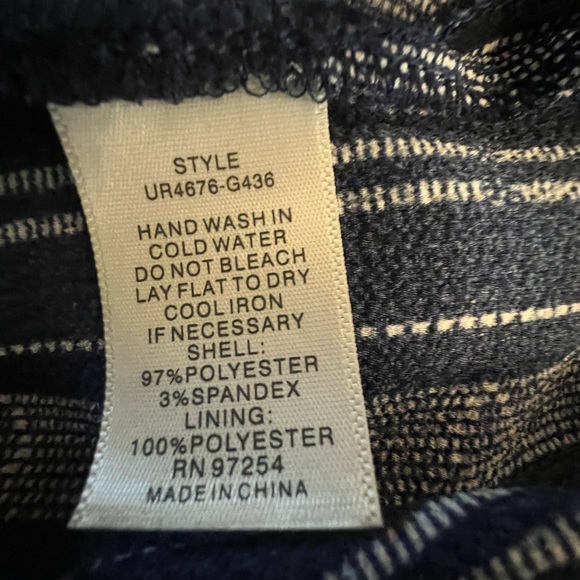 STYLE
UR4676-G436
HAND WASH IN
COLD WATER
DO NOT BLEACH
LAY FLAT TO DRY
COOL IRON
IF NECESSARY
SHELL:
97%POLYESTER
3%SPANDEX
LINING:
100%POLYESTER
RN 97254
MADE IN CHINA